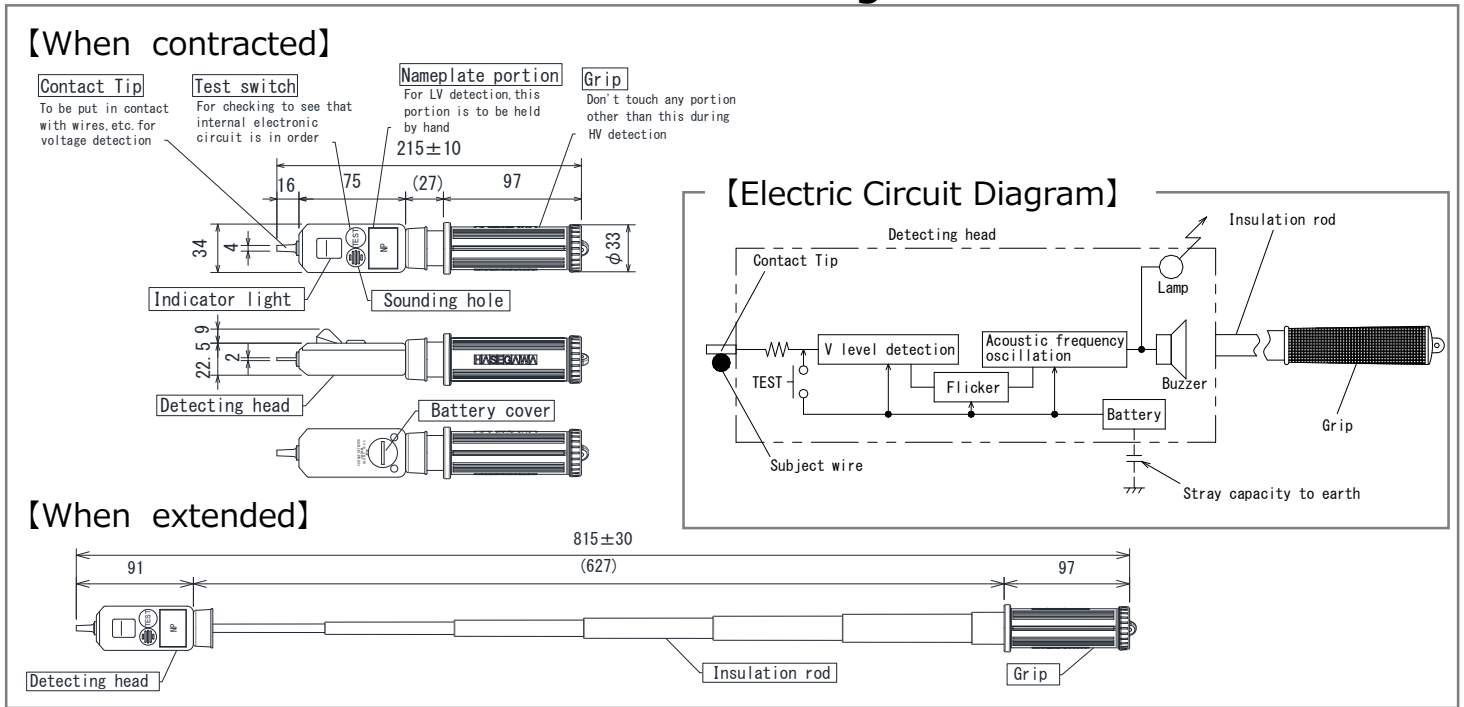 【When contracted】
Contact Tip
To be put in contact
with wires, etc. for
voltage detection
Test switch
For checking to see that
internal electronic
circuit is in order
Nameplate portion
For LV detection, this
portion is to be held
by hand
Grip
Don't touch any portion
other than this during
HV detection
215±10
16
75
(27)
97
34
4
TEST
NP
φ33
Indicator light
Sounding hole
9
22.5
2
HASEGAWA
Detecting head
Battery cover
【Electric Circuit Diagram】
Detecting head
Insulation rod
Contact Tip
Lamp
V level detection
Acoustic frequency
oscillation
TEST
Flicker
Buzzer
Battery
Grip
Subject wire
Stray capacity to earth
【When extended】
815±30
91
(627)
97
TEST
NP
Detecting head
Insulation rod
Grip